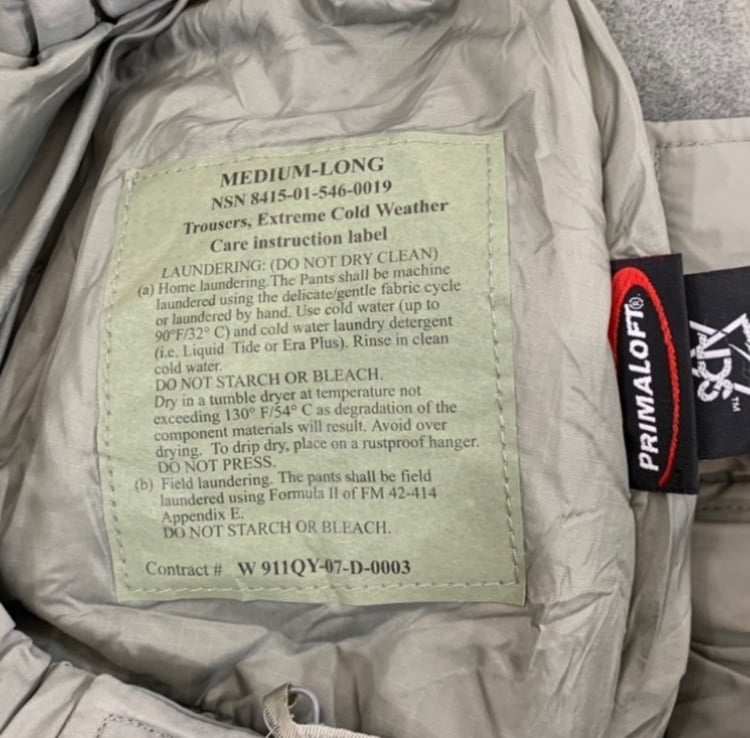 MEDIUM-LONG
NSN 8415-01-546-0019
Trousers, Extreme Cold Weather
Care instruction label
LAUNDERING: (DO NOT DRY CLEAN)
(a) Home laundering.The Pants shall be machine
laundered using the delicate/gentle fabric cycle
or laundered by hand. Use cold water (up to
90°F/32° C) and cold water laundry detergent
(i.e. Liquid Tide or Era Plus). Rinse in clean
cold water.
DO NOT STARCH OR BLEACH.
Dry in a tumble dryer at temperature not
exceeding 130° F/54° C as degradation of the
component materials will result. Avoid over
drying. To drip dry, place on a rustproof hanger.
DO NOT PRESS.
(b) Field laundering. The pants shall be field
laundered using Formula II of FM 42-414
Appendix E.
DO NOT STARCH OR BLEACH.
Contract # W 911QY-07-D-0003
PRIMALOFT®
TM